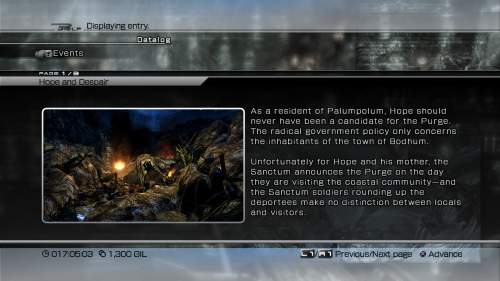 Displaying entry.
Datalog
Events
PAGE 1 / 2
Hope and Despair
As a resident of Palumpolum, Hope should
never have been a candidate for the Purge.
The radical government policy only concerns
the inhabitants of the town of Bodhum.
Unfortunately for Hope and his mother, the
Sanctum announces the Purge on the day
they are visiting the coastal community—and
the Sanctum soldiers rounding up the
deportees make no distinction between locals
and visitors.
017:05:03 1,300 GIL L1/R1 Previous/Next page Advance